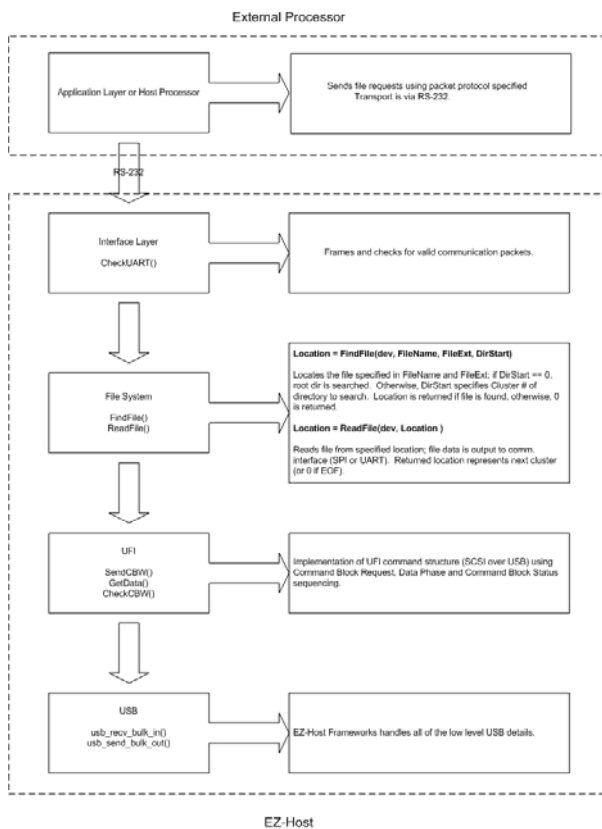 External Processor
Application Layer or Host Processor
Sends file requests using packet protocol specified
Transport is via RS-232.
RS-232
Interface Layer
CheckUART()
Frames and checks for valid communication packets.
File System
FindFile()
ReadFile()
Location = FindFile(dev, FileName, FileExt, DirStart)
Locates the file specified in FileName and FileExt; if DirStart == 0,
root dir is searched. Otherwise, DirStart specifies Cluster # of
directory to search. Location is returned if file is found, otherwise, 0
is returned.
Location = ReadFile(dev, Location )
Reads file from specified location; file data is output to comm.
interface (SPI or UART). Returned location represents next cluster
(or 0 if EOF).
UFI
SendCBW()
GetData()
CheckCBW()
Implementation of UFI command structure (SCSI over USB) using
Command Block Request, Data Phase and Command Block Status
sequencing.
USB
usb_recv_bulk_in()
usb_send_bulk_out()
EZ-Host Frameworks handles all of the low level USB details.
EZ-Host